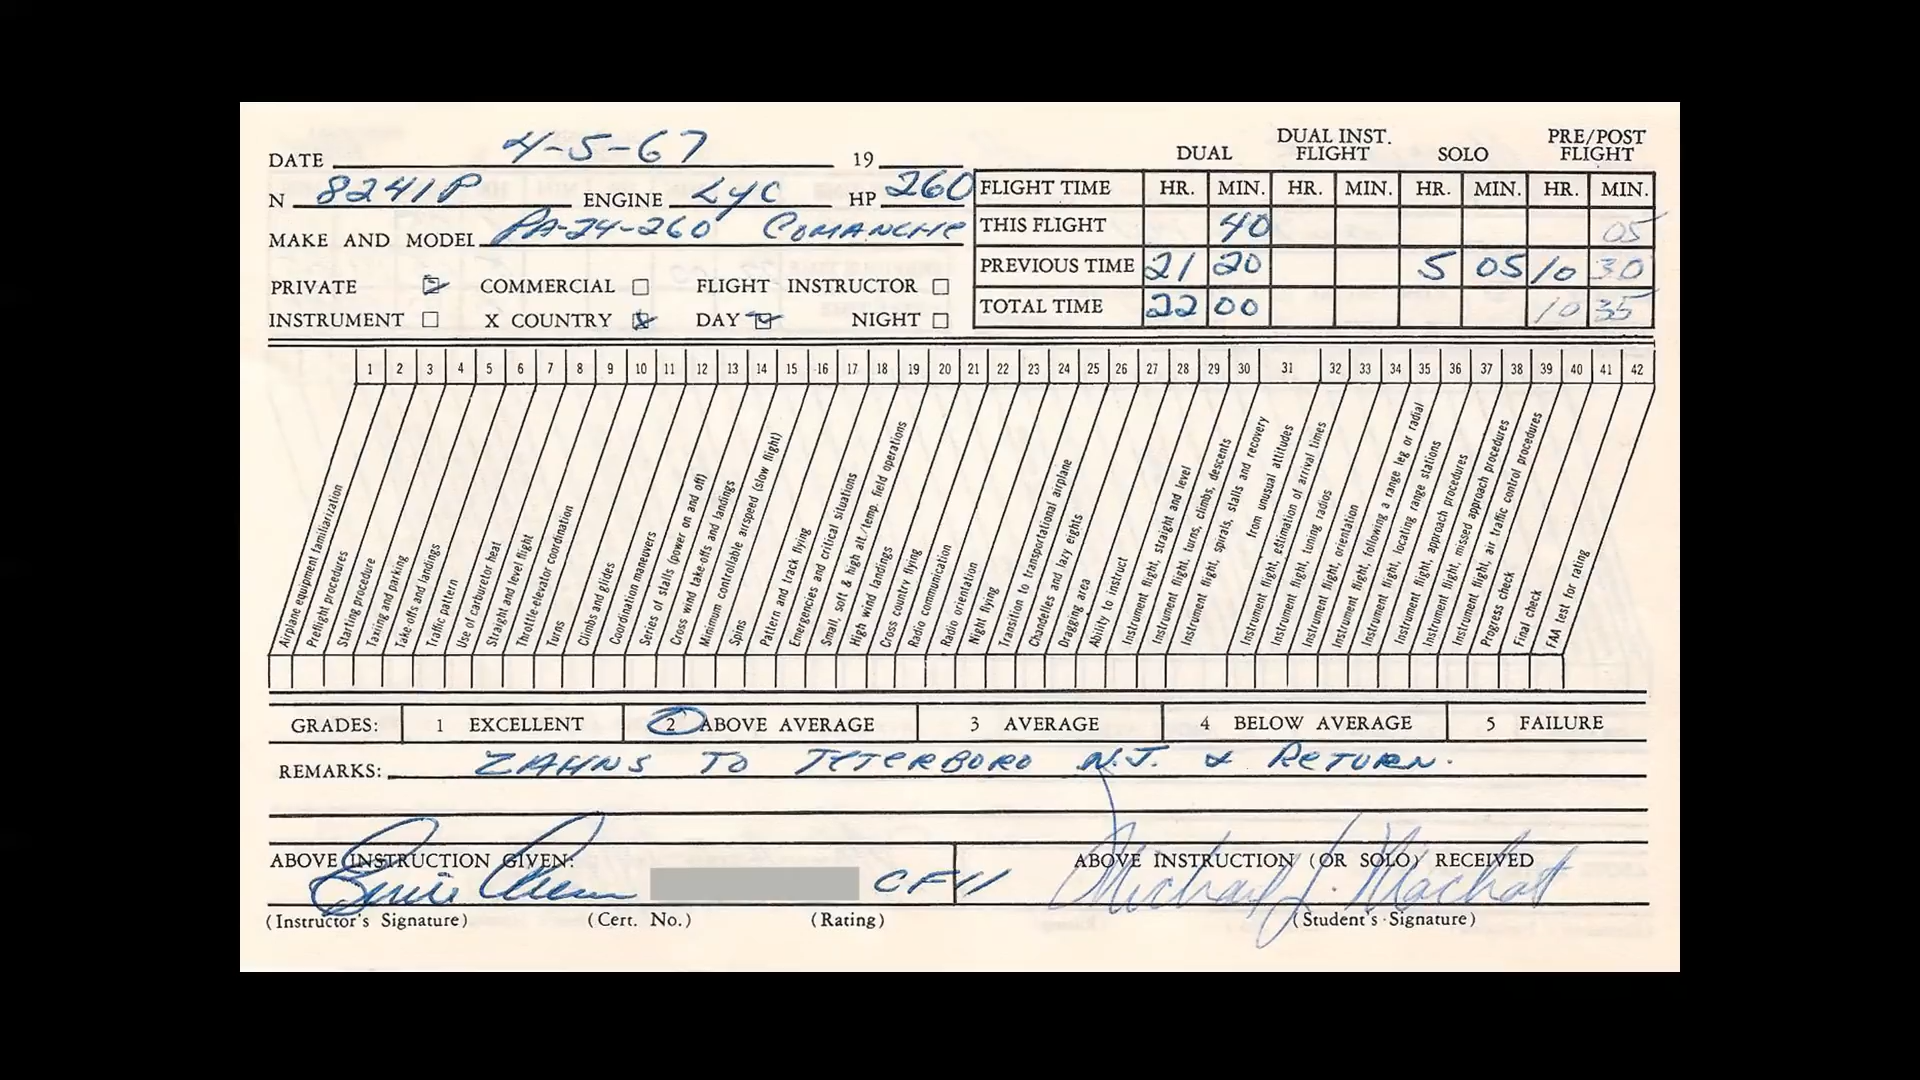 DATE 4-5-67 19
N 8241P ENGINE LYC HP 260
MAKE AND MODEL PA-24-260 COMANCHE
PRIVATE COMMERCIAL FLIGHT INSTRUCTOR
INSTRUMENT X COUNTRY DAY NIGHT
DUAL DUAL INST. FLIGHT SOLO PRE/POST FLIGHT
FLIGHT TIME HR. MIN. HR. MIN. HR. MIN. HR. MIN.
THIS FLIGHT 40 05
PREVIOUS TIME 21 20 5 05 10 30
TOTAL TIME 22 00 10 35
1 2 3 4 5 6 7 8 9 10 11 12 13 14 15 16 17 18 19 20 21 22 23 24 25 26 27 28 29 30 31 32 33 34 35 36 37 38 39 40 41 42
Airplane equipment familiarization
Preflight procedures
Starting procedure
Taxiing and parking
Take-offs and landings
Traffic pattern
Use of carburetor heat
Straight and level flight
Throttle-elevator coordination
Turns
Climbs and glides
Coordination maneuvers
Series of stalls (power on and off)
Cross wind take-offs and landings
Minimum controllable airspeed (slow flight)
Spins
Pattern and track flying
Emergencies and critical situations
Small, soft & high alt./temp. field operations
High wind landings
Cross country flying
Radio communication
Radio orientation
Night flying
Transition to transportational airplane
Chandelles and lazy eights
Dragging area
Ability to instruct
Instrument flight, straight and level
Instrument flight, turns, climbs, descents
Instrument flight, spirals, stalls and recovery
from unusual attitudes
Instrument flight, estimation of arrival times
Instrument flight, tuning radios
Instrument flight, orientation
Instrument flight, following a range leg or radial
Instrument flight, locating range stations
Instrument flight, approach procedures
Instrument flight, missed approach procedures
Instrument flight, air traffic control procedures
Progress check
Final check
FAA test for rating
GRADES: 1 EXCELLENT 2 ABOVE AVERAGE 3 AVERAGE 4 BELOW AVERAGE 5 FAILURE
REMARKS: ZAHNS TO TETERBORO N.J. & RETURN.
ABOVE INSTRUCTION GIVEN: ABOVE INSTRUCTION (OR SOLO) RECEIVED
CFII Michael J. Machat
(Instructor's Signature) (Cert. No.) (Rating) (Student's Signature)